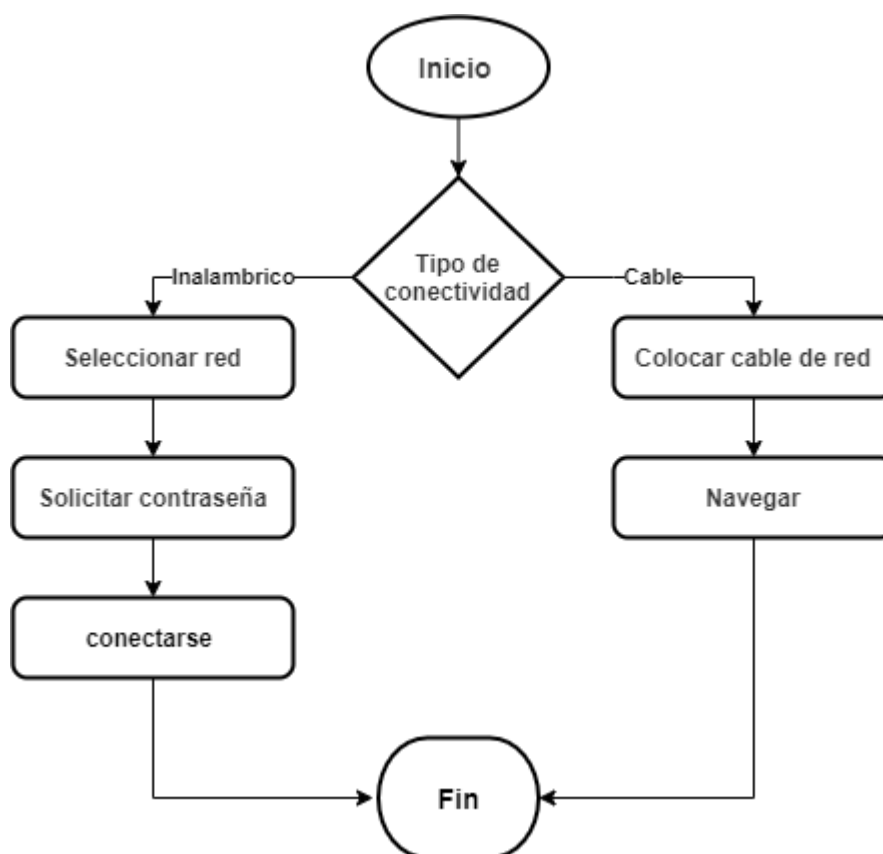 Inicio
Tipo de
conectividad
Inalambrico
Cable
Seleccionar red
Colocar cable de red
Solicitar contraseña
Navegar
conectarse
Fin